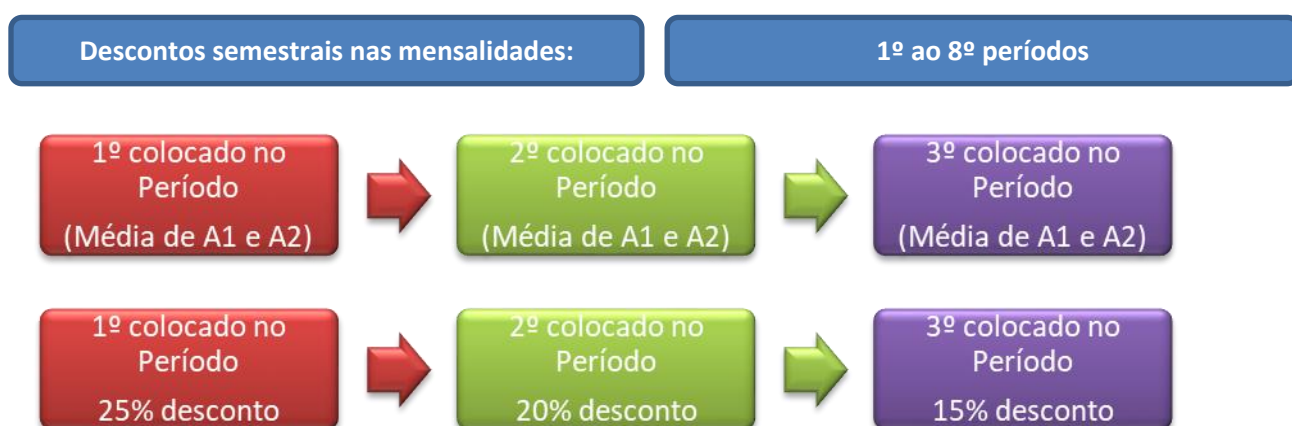 Descontos semestrais nas mensalidades:
1º ao 8º períodos
1º colocado no
Período
(Média de A1 e A2)
2º colocado no
Período
(Média de A1 e A2)
3º colocado no
Período
(Média de A1 e A2)
1º colocado no
Período
25% desconto
2º colocado no
Período
20% desconto
3º colocado no
Período
15% desconto